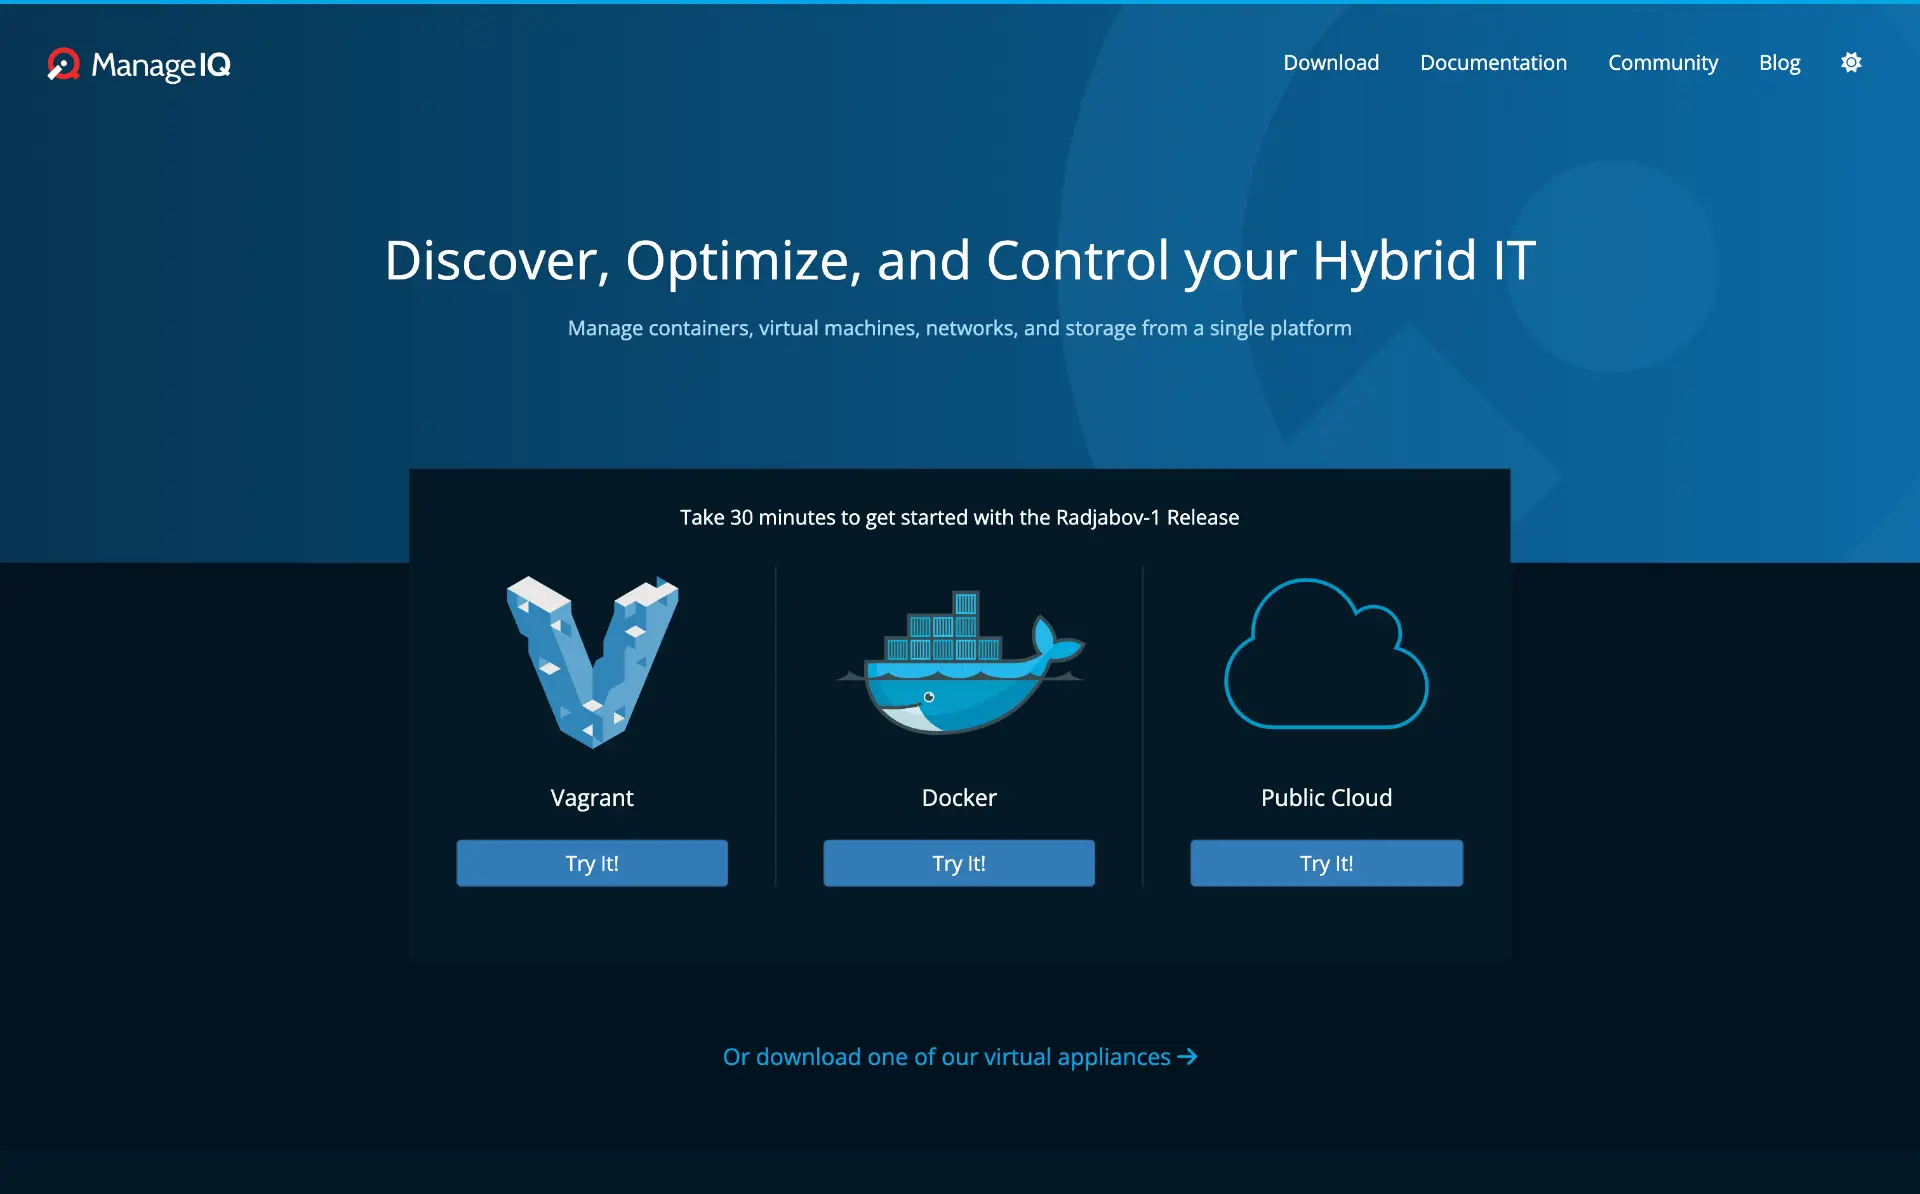 ManageIQ
Download
Documentation
Community
Blog
Discover, Optimize, and Control your Hybrid IT
Manage containers, virtual machines, networks, and storage from a single platform
Take 30 minutes to get started with the Radjabov-1 Release
Vagrant
Try It!
Docker
Try It!
Public Cloud
Try It!
Or download one of our virtual appliances →